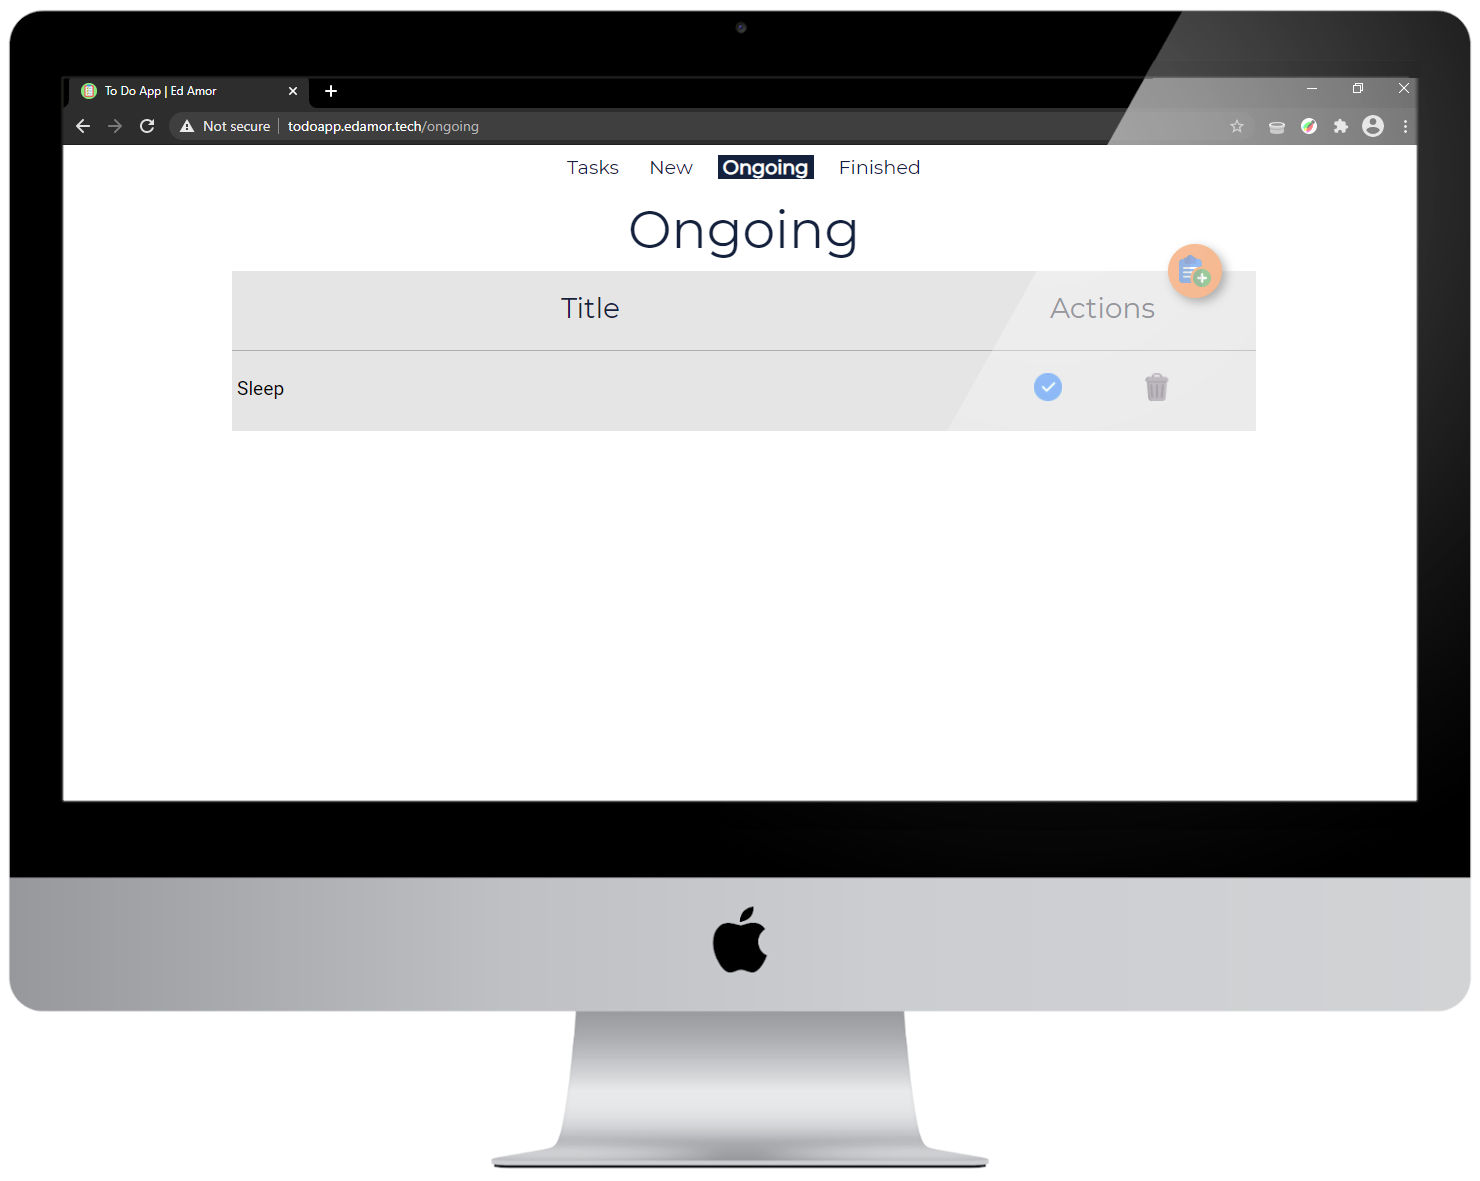 To Do App | Ed Amor
Not secure | todoapp.edamor.tech/ongoing
Tasks New Ongoing Finished
Ongoing
Title Actions
Sleep